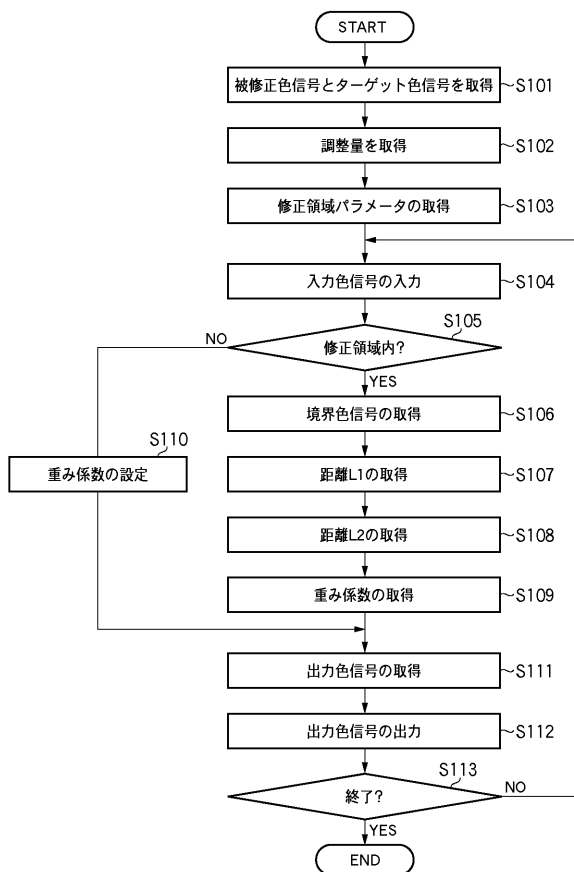 START
被修正色信号とターゲット色信号を取得
S101
調整量を取得
S102
修正領域パラメータの取得
S103
入力色信号の入力
S104
S105
修正領域内?
NO
YES
境界色信号の取得
S106
S110
重み係数の設定
距離L1の取得
S107
距離L2の取得
S108
重み係数の取得
S109
出力色信号の取得
S111
出力色信号の出力
S112
S113
終了?
NO
YES
END